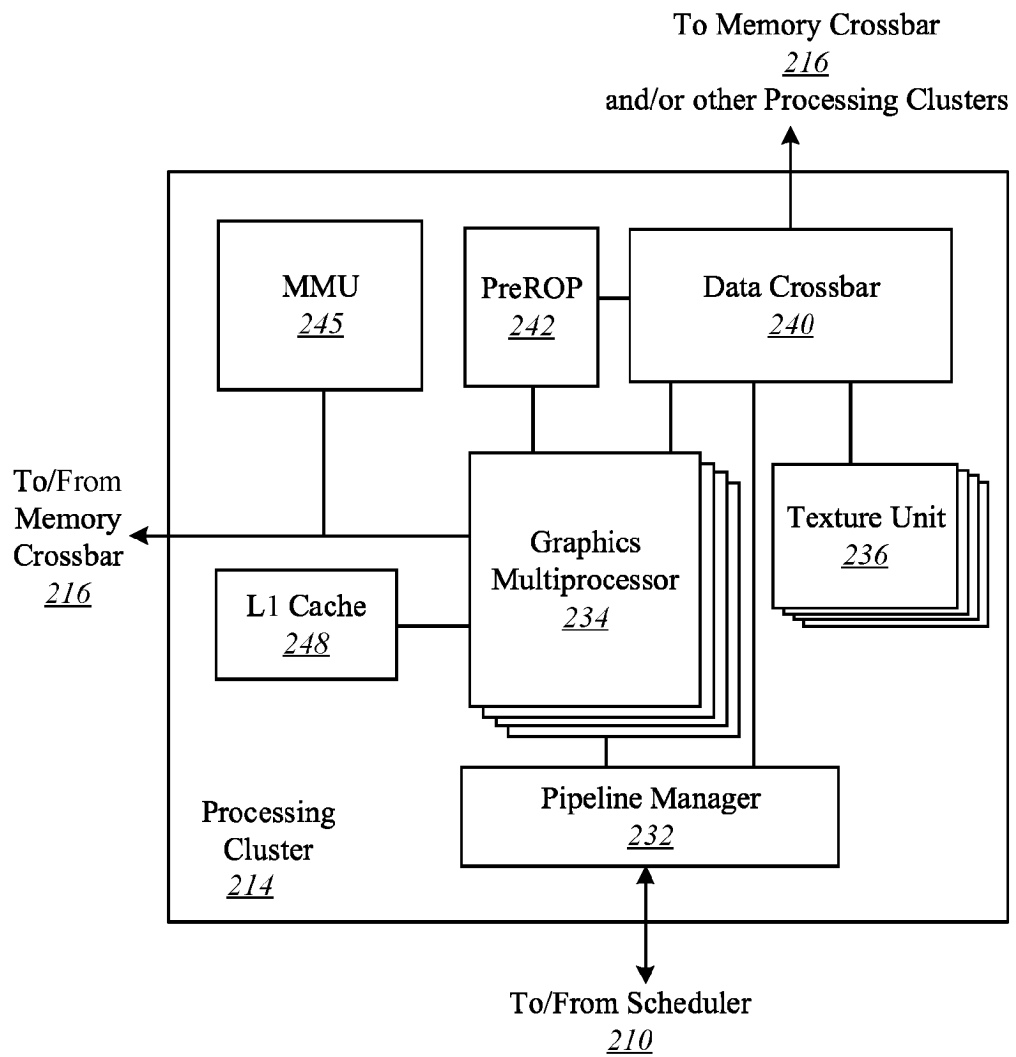 To Memory Crossbar
216
and/or other Processing Clusters
MMU
245
PreROP
242
Data Crossbar
240
To/From
Memory
Crossbar
216
Graphics
Multiprocessor
234
Texture Unit
236
L1 Cache
248
Pipeline Manager
232
Processing
Cluster
214
To/From Scheduler
210